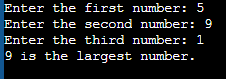 Enter the first number: 5
Enter the second number: 9
Enter the third number: 1
9 is the largest number.